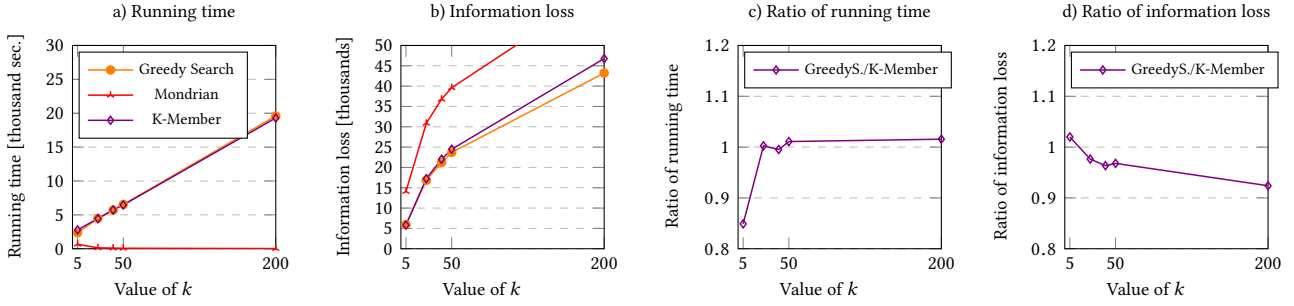 a) Running time
Running time [thousand sec.]
30
25
20
15
10
5
0
Greedy Search
Mondrian
K-Member
5
50
200
Value of k
b) Information loss
Information loss [thousands]
50
45
40
35
30
25
20
15
10
5
0
5
50
200
Value of k
c) Ratio of running time
Ratio of running time
1.2
1.1
1
0.9
0.8
GreedyS./K-Member
5
50
200
Value of k
d) Ratio of information loss
Ratio of information loss
1.2
1.1
1
0.9
0.8
GreedyS./K-Member
5
50
200
Value of k